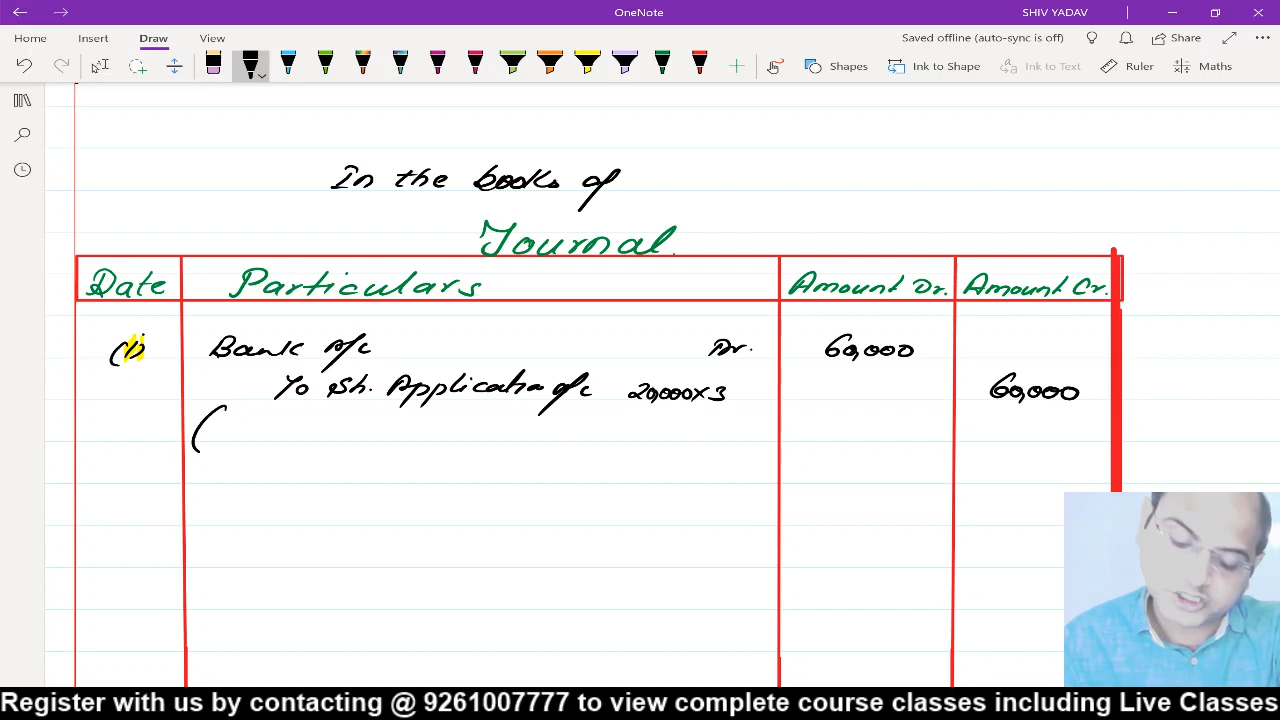 OneNote
SHIV YADAV
Home Insert Draw View
Saved offline (auto-sync is off) Share
Shapes Ink to Shape Ink to Text Ruler Maths
In the books of
Journal.
Date Particulars Amount Dr. Amount Cr.
(1) Bank A/c Dr. 60,000
To Sh. Application A/c 20,000×3 60,000
(
Register with us by contacting @ 9261007777 to view complete course classes including Live Classes